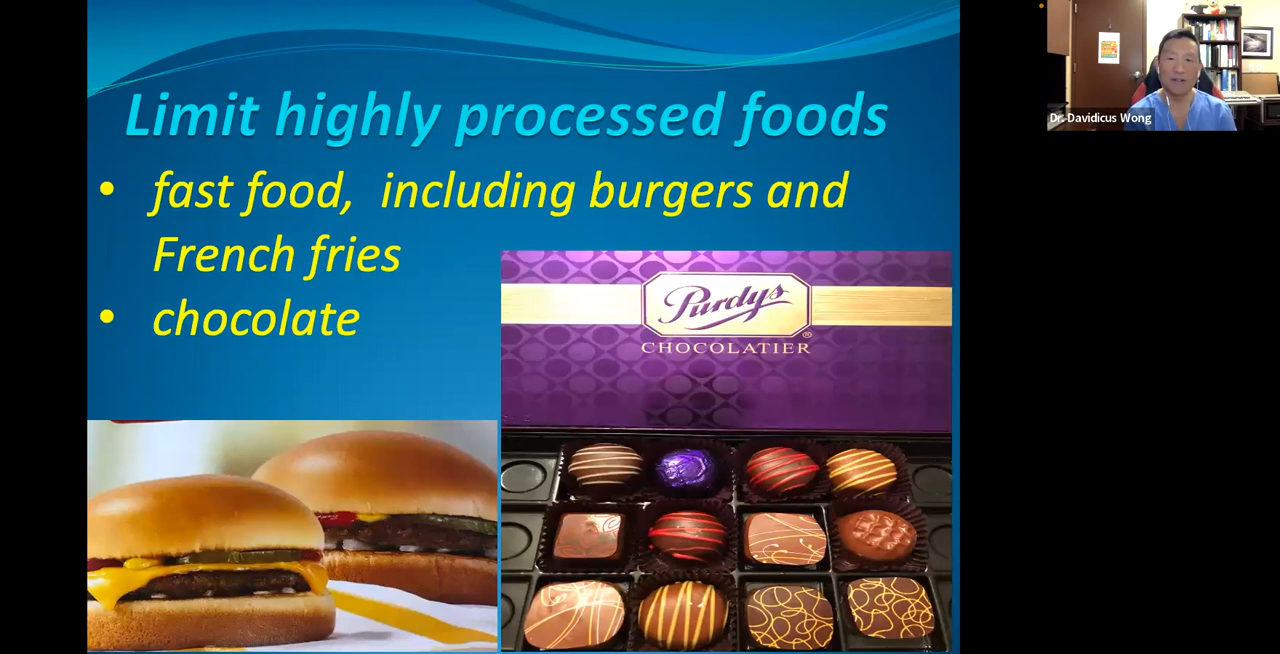 Limit highly processed foods
• fast food, including burgers and
French fries
• chocolate
Purdys
®
CHOCOLATIER
Dr. Davidicus Wong